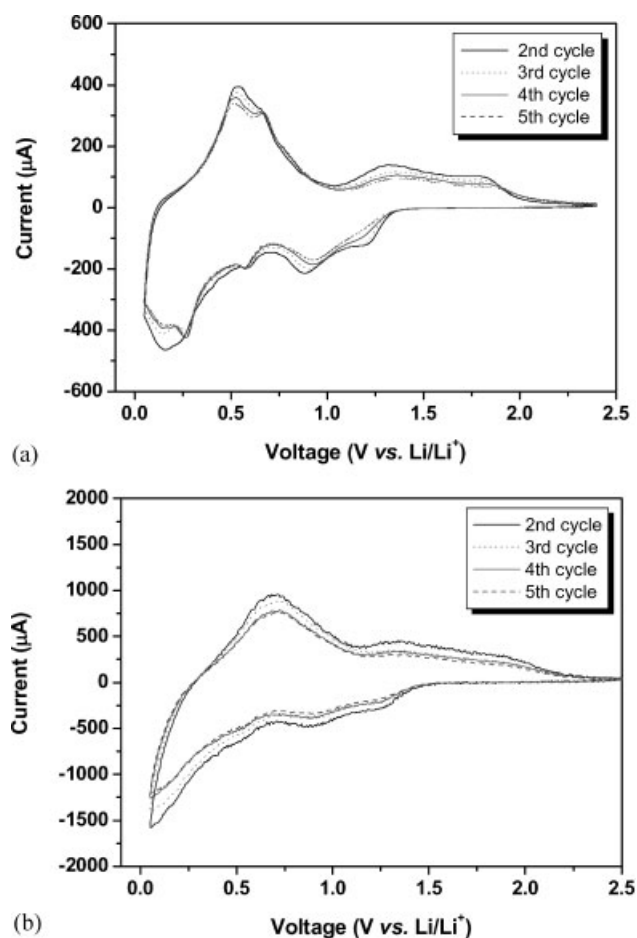 (a)
Current (μA)
600
400
200
0
-200
-400
-600
2nd cycle
3rd cycle
4th cycle
5th cycle
0.0 0.5 1.0 1.5 2.0 2.5
Voltage (V vs. Li/Li⁺)
(b)
Current (μA)
2000
1500
1000
500
0
-500
-1000
-1500
-2000
2nd cycle
3rd cycle
4th cycle
5th cycle
0.0 0.5 1.0 1.5 2.0 2.5
Voltage (V vs. Li/Li⁺)